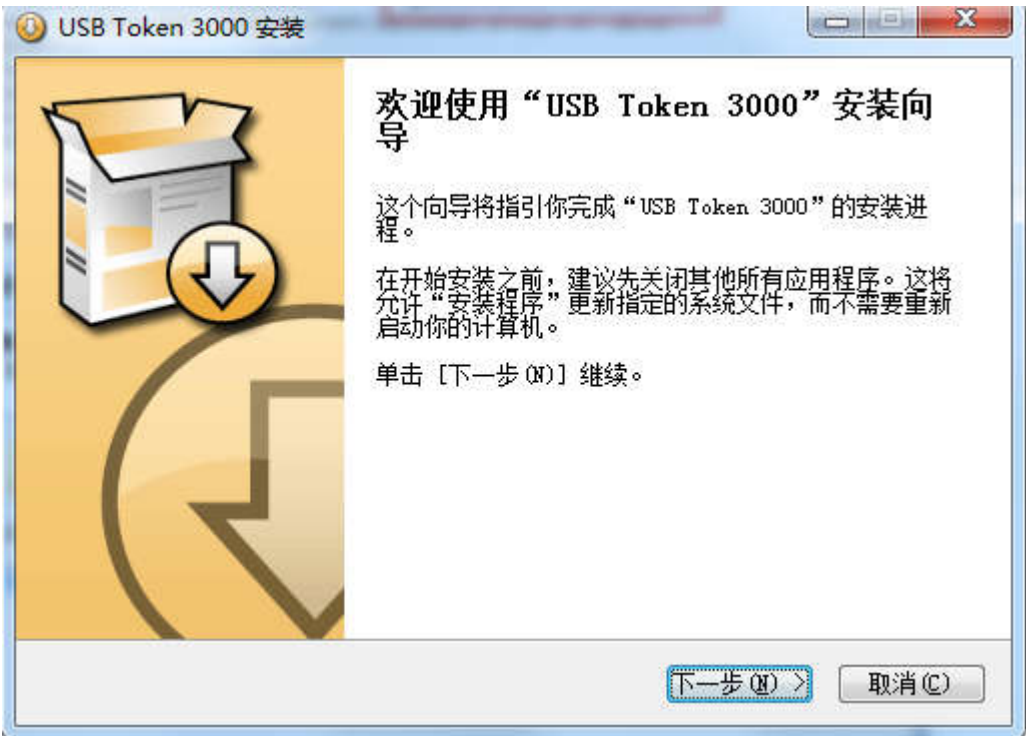 USB Token 3000 安装
欢迎使用“USB Token 3000”安装向
导
这个向导将指引你完成“USB Token 3000”的安装进
程。
在开始安装之前，建议先关闭其他所有应用程序。这将
允许“安装程序”更新指定的系统文件，而不需要重新
启动你的计算机。
单击 [下一步(N)] 继续。
下一步(N) >
取消(C)